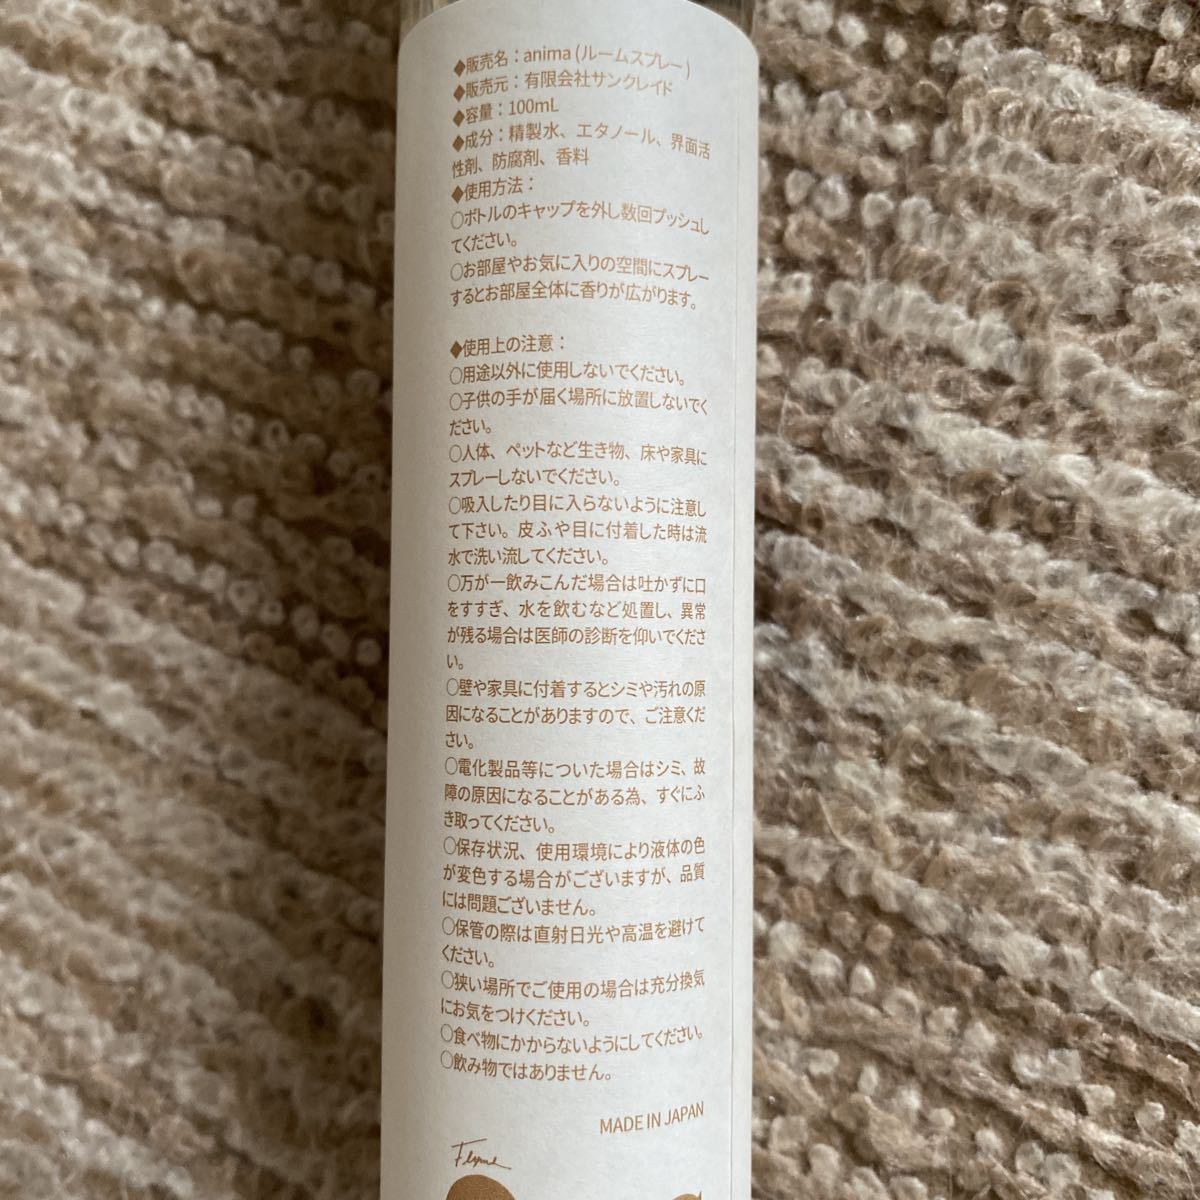 ◆販売名：anima (ルームスプレー)
◆販売元：有限会社サンクレイド
◆容量：100mL
◆成分：精製水、エタノール、界面活
性剤、防腐剤、香料
◆使用方法：
○ボトルのキャップを外し数回プッシュし
てください。
○お部屋やお気に入りの空間にスプレー
するとお部屋全体に香りが広がります。
◆使用上の注意：
○用途以外に使用しないでください。
○子供の手が届く場所に放置しないでく
ださい。
○人体、ペットなど生き物、床や家具に
スプレーしないでください。
○吸入したり目に入らないように注意し
て下さい。皮ふや目に付着した時は流
水で洗い流してください。
○万が一飲みこんだ場合は吐かずに口
をすすぎ、水を飲むなど処置し、異常
が残る場合は医師の診断を仰いでくださ
い。
○壁や家具に付着するとシミや汚れの原
因になることがありますので、ご注意くだ
さい。
○電化製品等についた場合はシミ、故
障の原因になることがある為、すぐにふ
き取ってください。
○保存状況、使用環境により液体の色
が変色する場合がございますが、品質
には問題ございません。
○保管の際は直射日光や高温を避けて
ください。
○狭い場所でご使用の場合は充分換気
にお気をつけください。
○食べ物にかからないようにしてください。
○飲み物ではありません。
MADE IN JAPAN